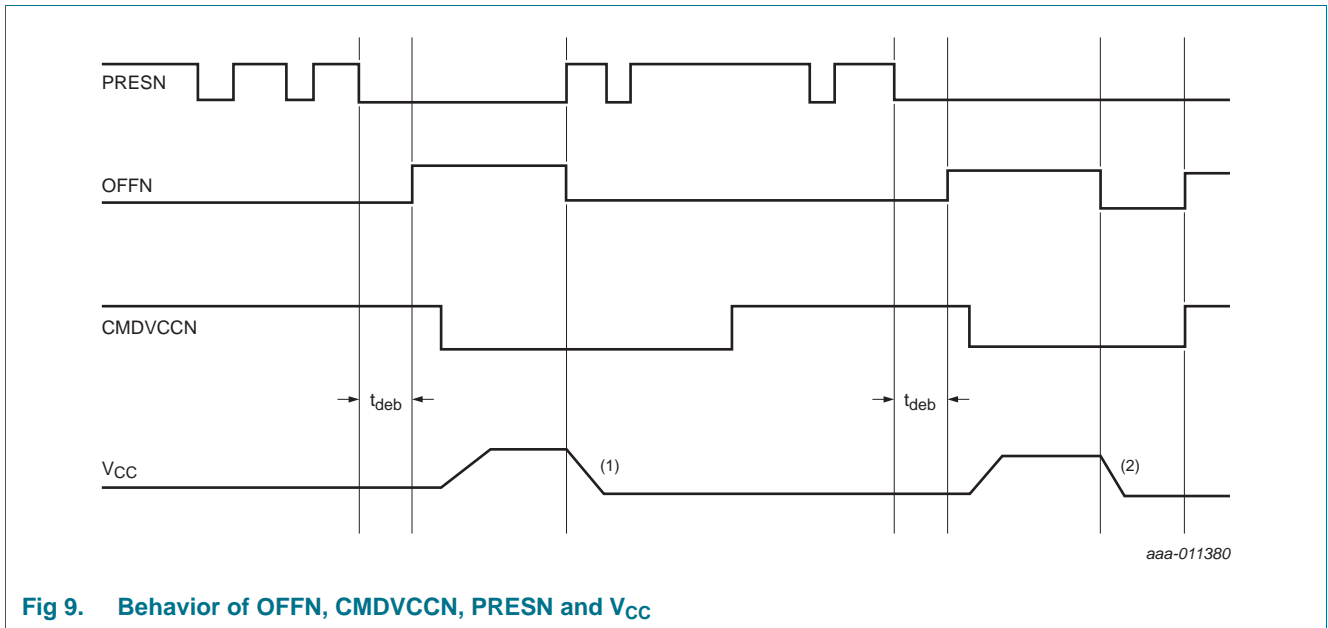 PRESN
OFFN
CMDVCCN
tdeb tdeb
VCC (1) (2)
aaa-011380
Fig 9. Behavior of OFFN, CMDVCCN, PRESN and VCC